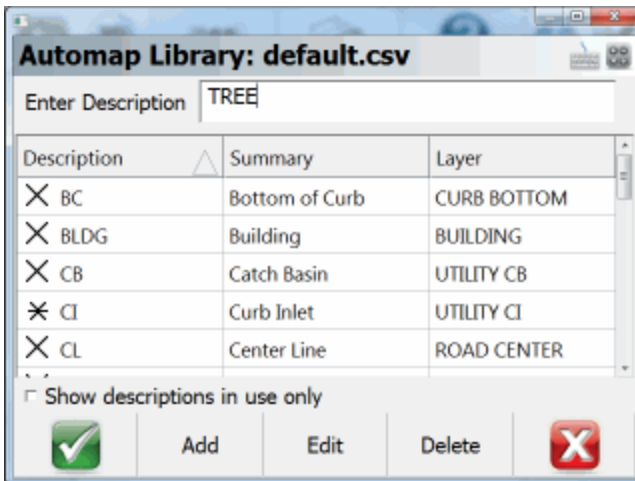 Automap Library: default.csv
Enter Description TREE
Description Summary Layer
BC Bottom of Curb CURB BOTTOM
BLDG Building BUILDING
CB Catch Basin UTILITY CB
CI Curb Inlet UTILITY CI
CL Center Line ROAD CENTER
Show descriptions in use only
Add Edit Delete